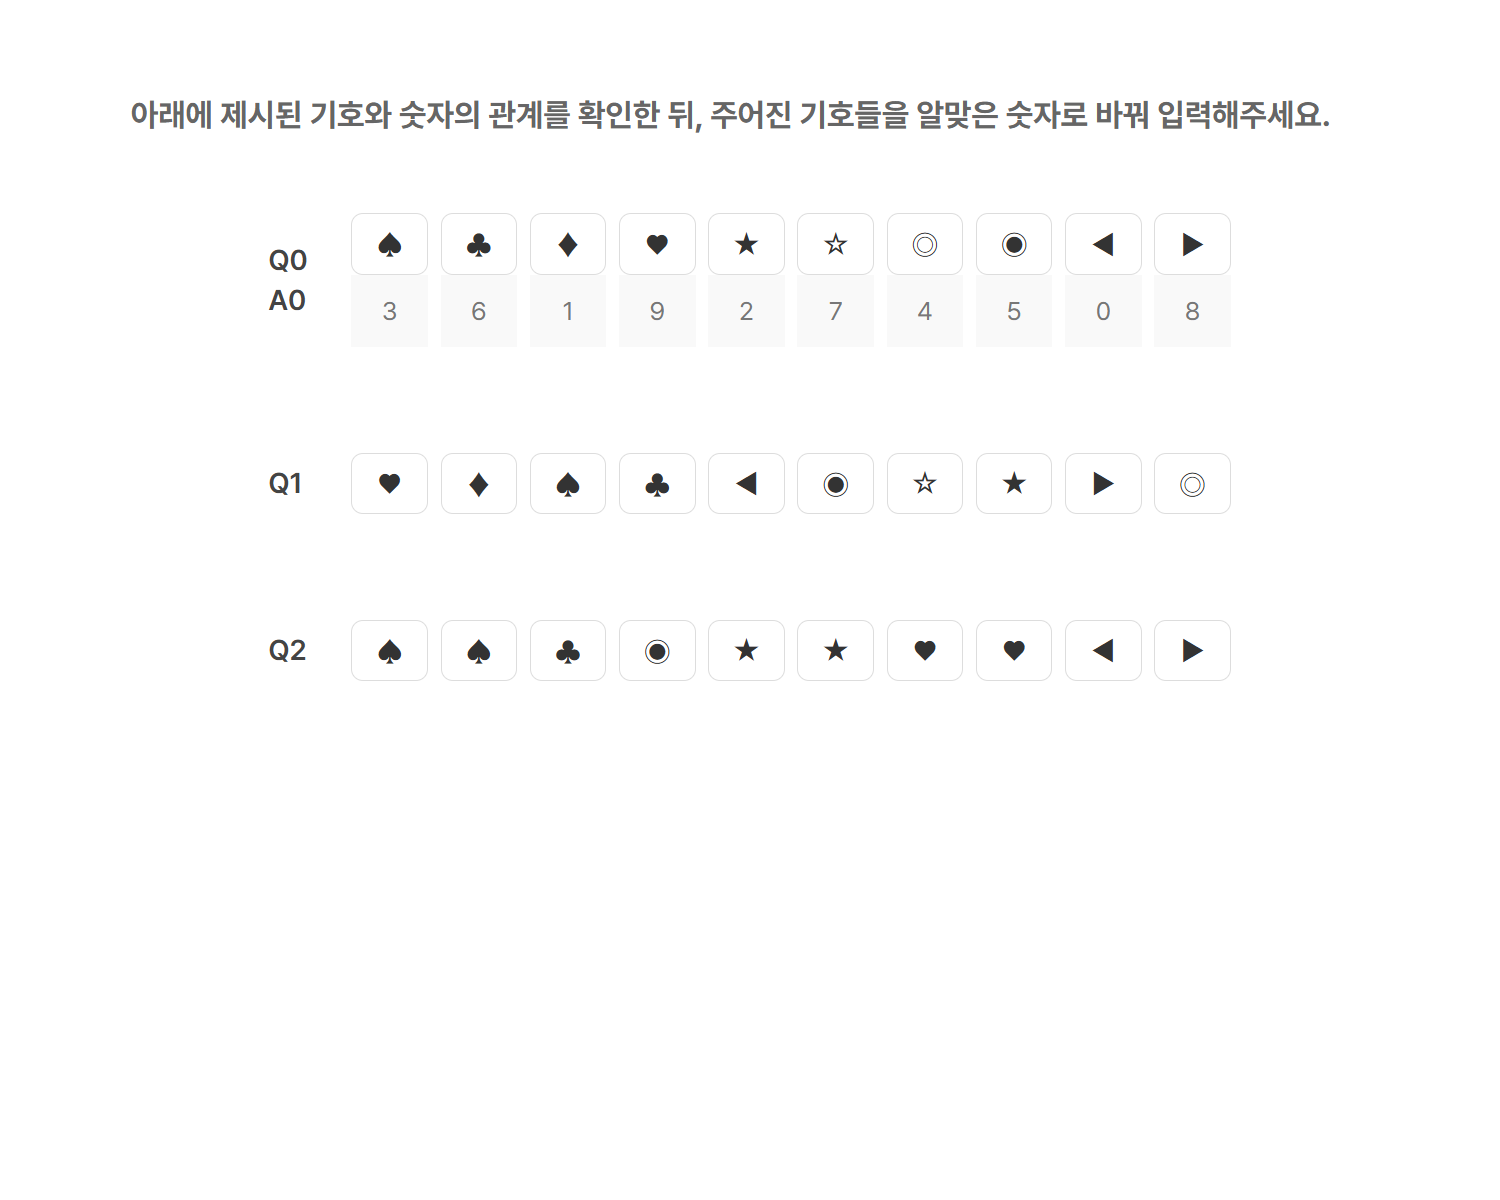 아래에 제시된 기호와 숫자의 관계를 확인한 뒤, 주어진 기호들을 알맞은 숫자로 바꿔 입력해주세요.
Q0 ♠ ♣ ♦ ♥ ★ ☆ ◎ ◉ ◀ ▶
A0 3 6 1 9 2 7 4 5 0 8
Q1 ♥ ♦ ♠ ♣ ◀ ◉ ☆ ★ ▶ ◎
Q2 ♠ ♠ ♣ ◉ ★ ★ ♥ ♥ ◀ ▶